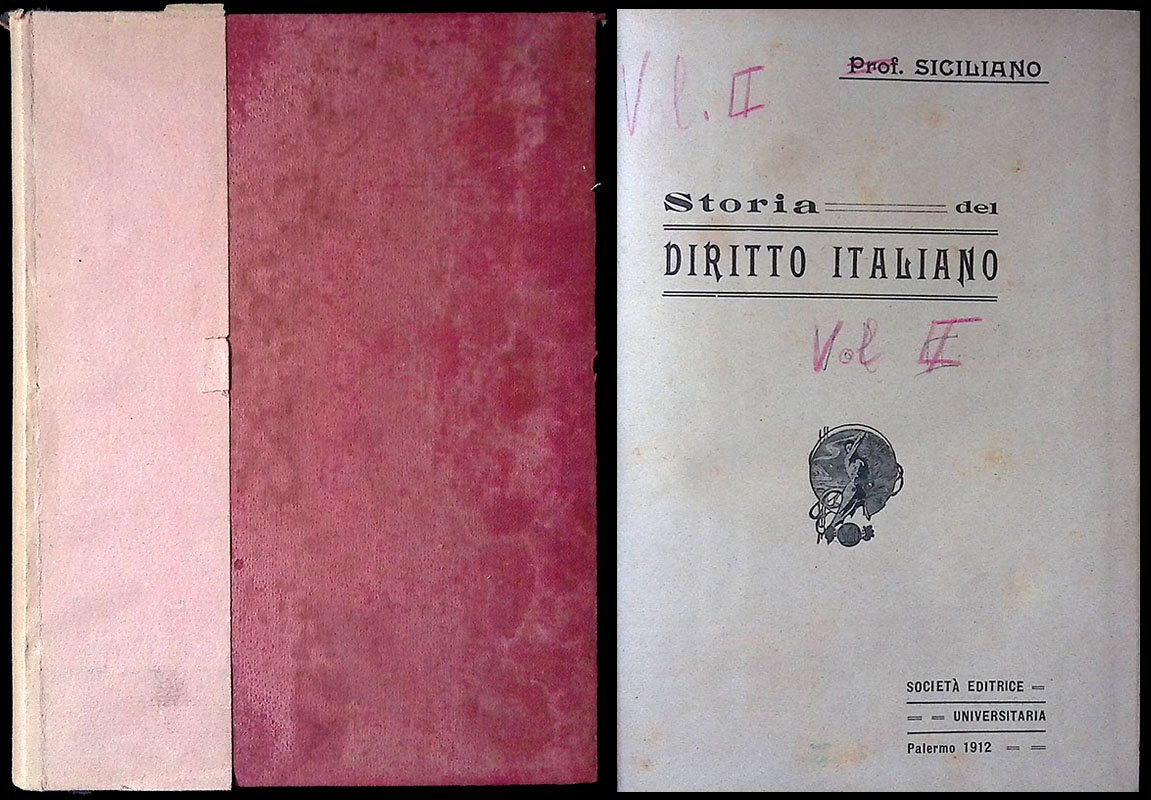 Prof. SICILIANO
Vol. II
Storia del
DIRITTO ITALIANO
Vol II
SOCIETÀ EDITRICE
UNIVERSITARIA
Palermo 1912